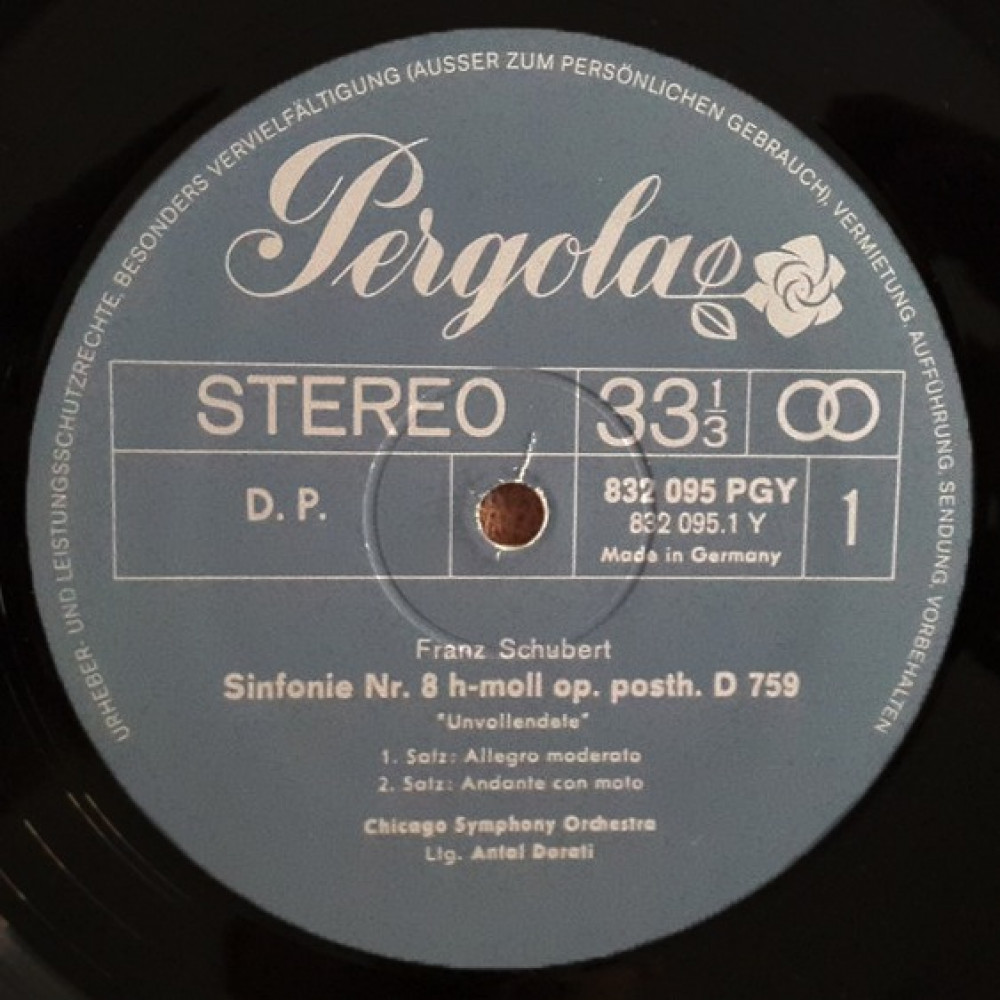 URHEBER- UND LEISTUNGSSCHUTZRECHTE, BESONDERS VERVIELFÄLTIGUNG (AUSSER ZUM PERSÖNLICHEN GEBRAUCH), VERMIETUNG, AUFFÜHRUNG, SENDUNG, VORBEHALTEN
Pergola
STEREO 33 1/3
D. P. 832 095 PGY 1
832 095.1 Y
Made in Germany
Franz Schubert
Sinfonie Nr. 8 h-moll op. posth. D 759
"Unvollendete"
1. Satz: Allegro moderato
2. Satz: Andante con moto
Chicago Symphony Orchestra
Ltg. Antal Dorati